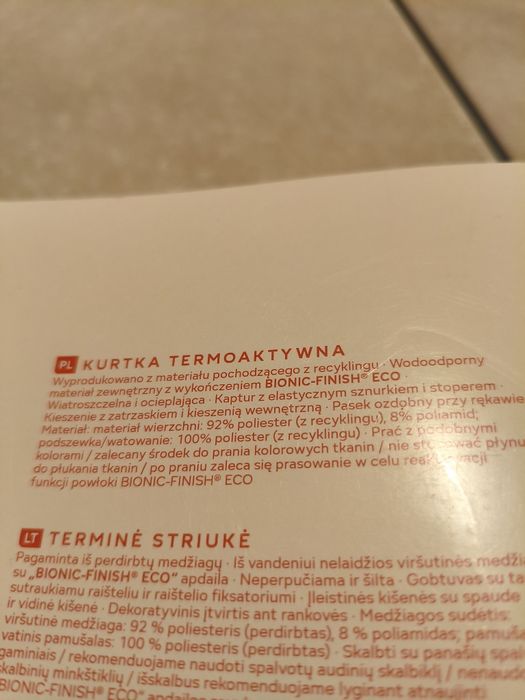 PL KURTKA TERMOAKTYWNA
Wyprodukowano z materiału pochodzącego z recyklingu · Wodoodporny
materiał zewnętrzny z wykończeniem BIONIC-FINISH® ECO ·
Wiatroszczelna i ocieplająca · Kaptur z elastycznym sznurkiem i stoperem ·
Kieszenie z zatrzaskiem i kieszenią wewnętrzną · Pasek ozdobny przy rękawie
Materiał: materiał wierzchni: 92% poliester (z recyklingu), 8% poliamid;
podszewka/watowanie: 100% poliester (z recyklingu) · Prać z podobnymi
kolorami / zalecany środek do prania kolorowych tkanin / nie płynu
do płukania tkanin / po praniu zaleca się prasowanie w celu
funkcji powłoki BIONIC-FINISH® ECO
LT TERMINĖ STRIUKĖ
Pagaminta iš perdirbtų medžiagų · Iš vandeniui nelaidžios viršutinės
su „BIONIC-FINISH® ECO“ apdaila · Neperpučiama ir šilta · Gobtuvas su
sutraukiamu raišteliu ir raištelio fiksatoriumi · Įleistinės kišenės su spaude
ir vidinė kišenė · Dekoratyvinis įtvirtis ant rankovės · Medžiagos sudėtis:
viršutinė medžiaga: 92 % poliesteris (perdirbtas), 8 % poliamidas;
vatinis pamušalas: 100 % poliesteris (perdirbtas) · Skalbti su panašių
gaminiais / rekomenduojame naudoti spalvotų audinių skalbiklį /
skalbinių minkštiklių / išskalbus rekomenduojame lyginant
BIONIC-FINISH® ECO“